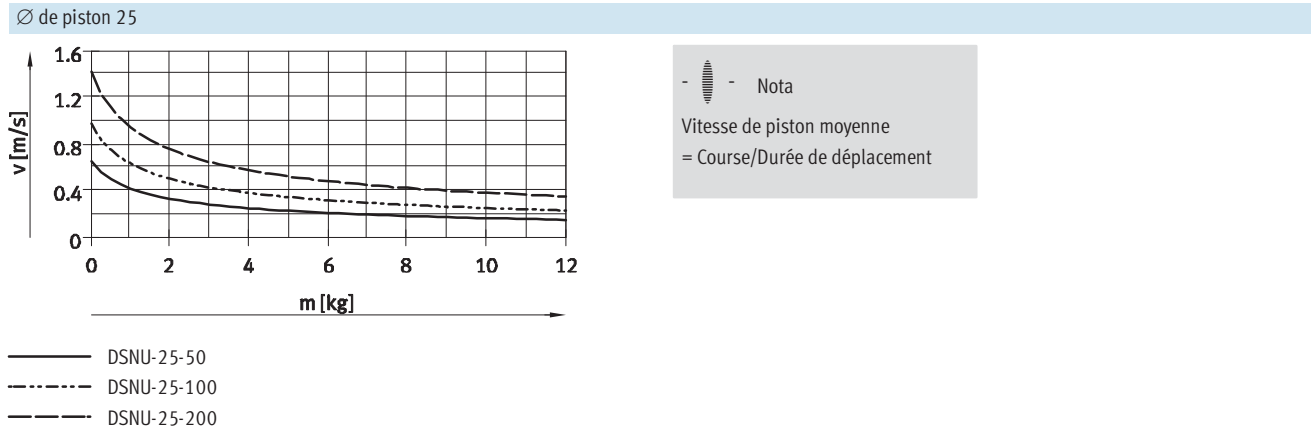 ∅ de piston 25
1.6
1.2
0.8
0.4
0
v [m/s]
0 2 4 6 8 10 12
m [kg]
- - Nota
Vitesse de piston moyenne
= Course/Durée de déplacement
DSNU-25-50
DSNU-25-100
DSNU-25-200